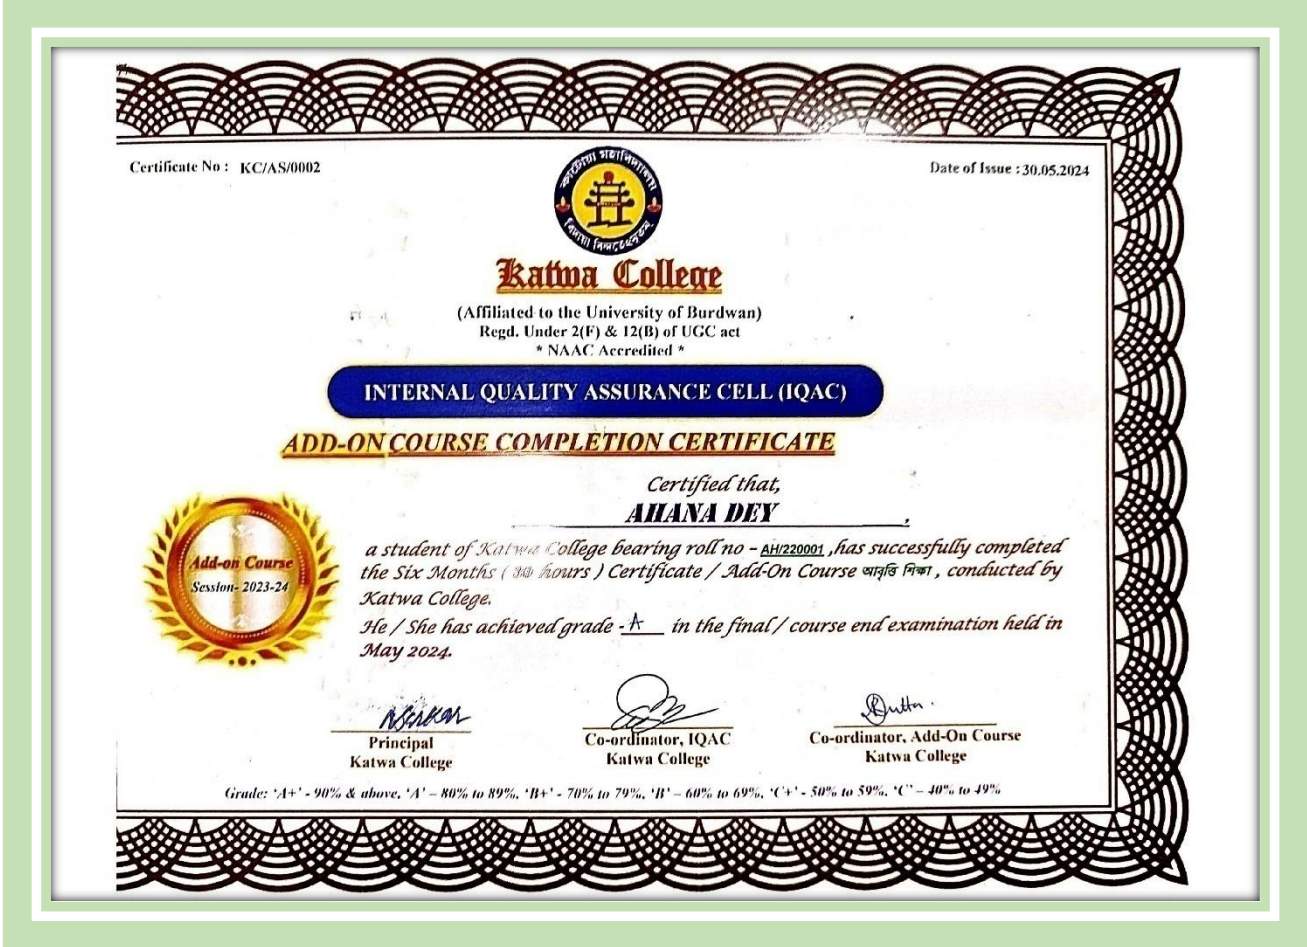 Certificate No : KC/AS/0002
Date of Issue : 30.05.2024
কাটোয়া মহাবিদ্যালয়
Katwa College
(Affiliated to the University of Burdwan)
Regd. Under 2(F) & 12(B) of UGC act
* NAAC Accredited *
INTERNAL QUALITY ASSURANCE CELL (IQAC)
ADD-ON COURSE COMPLETION CERTIFICATE
Certified that,
AHANA DEY,
Add-on Course
Session- 2023-24
a student of Katwa College bearing roll no - AH/220001 ,has successfully completed
the Six Months ( 30 hours ) Certificate / Add-On Course আবৃত্তি শিক্ষা , conducted by
Katwa College.
He / She has achieved grade - A in the final / course end examination held in
May 2024.
Principal
Katwa College
Co-ordinator, IQAC
Katwa College
Co-ordinator, Add-On Course
Katwa College
Grade: 'A+' - 90% & above, 'A' – 80% to 89%, 'B+' - 70% to 79%, 'B' – 60% to 69%, 'C+' - 50% to 59%, 'C' – 40% to 49%